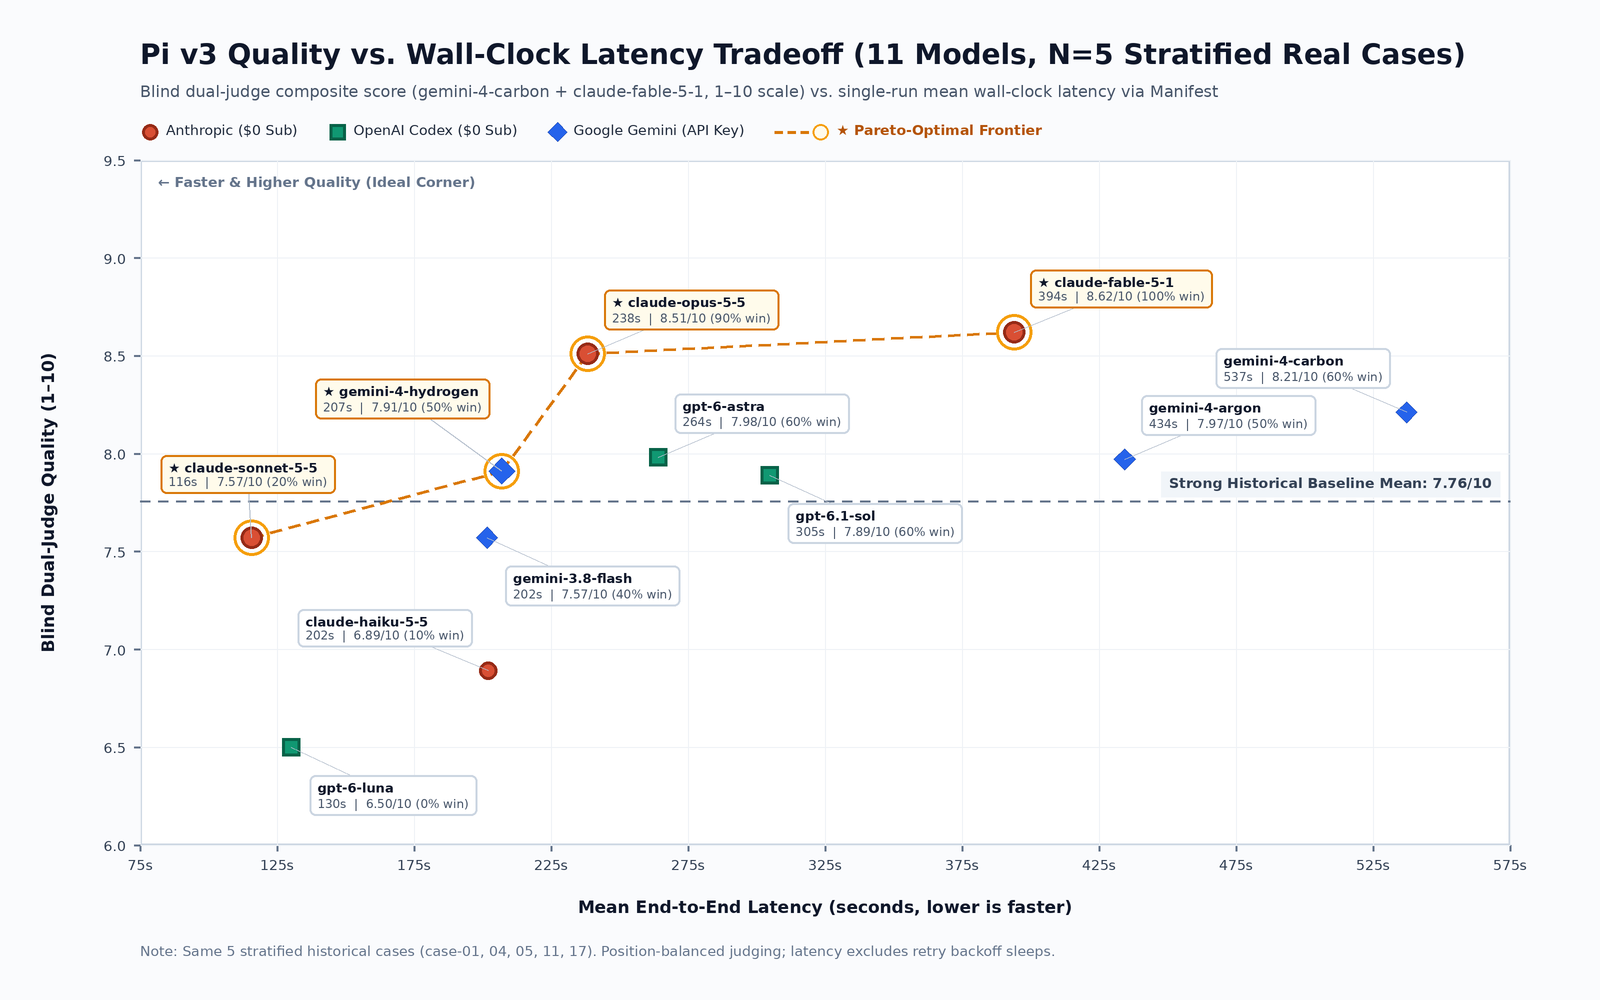 Pi v3 Quality vs. Wall-Clock Latency Tradeoff (11 Models, N=5 Stratified Real Cases)
Blind dual-judge composite score (gemini-4-carbon + claude-fable-5-1, 1–10 scale) vs. single-run mean wall-clock latency via Manifest
Anthropic ($0 Sub)
OpenAI Codex ($0 Sub)
Google Gemini (API Key)
★ Pareto-Optimal Frontier
← Faster & Higher Quality (Ideal Corner)
9.5
9.0
8.5
8.0
7.5
7.0
6.5
6.0
Blind Dual-Judge Quality (1–10)
★ claude-fable-5-1
394s | 8.62/10 (100% win)
★ claude-opus-5-5
238s | 8.51/10 (90% win)
gemini-4-carbon
537s | 8.21/10 (60% win)
★ gemini-4-hydrogen
207s | 7.91/10 (50% win)
gpt-6-astra
264s | 7.98/10 (60% win)
gemini-4-argon
434s | 7.97/10 (50% win)
★ claude-sonnet-5-5
116s | 7.57/10 (20% win)
Strong Historical Baseline Mean: 7.76/10
gpt-6.1-sol
305s | 7.89/10 (60% win)
gemini-3.8-flash
202s | 7.57/10 (40% win)
claude-haiku-5-5
202s | 6.89/10 (10% win)
gpt-6-luna
130s | 6.50/10 (0% win)
75s
125s
175s
225s
275s
325s
375s
425s
475s
525s
575s
Mean End-to-End Latency (seconds, lower is faster)
Note: Same 5 stratified historical cases (case-01, 04, 05, 11, 17). Position-balanced judging; latency excludes retry backoff sleeps.